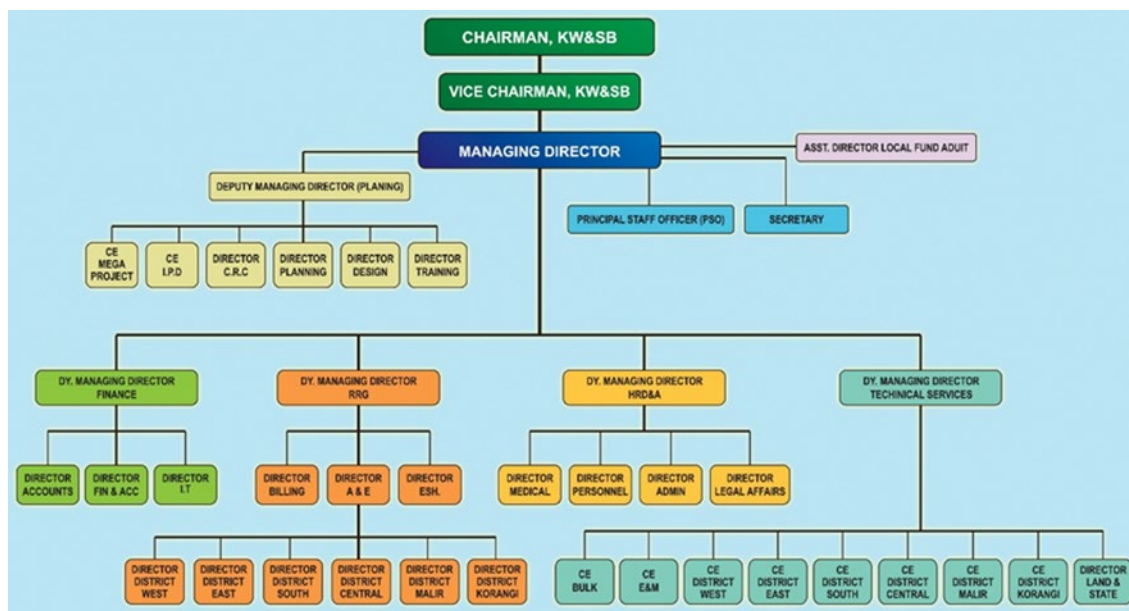 CHAIRMAN, KW&SB
VICE CHAIRMAN, KW&SB
MANAGING DIRECTOR
ASST. DIRECTOR LOCAL FUND ADUIT
DEPUTY MANAGING DIRECTOR (PLANING)
PRINCIPAL STAFF OFFICER (PSO)
SECRETARY
CE
MEGA
PROJECT
CE
I.P.D
DIRECTOR
C.R.C
DIRECTOR
PLANNING
DIRECTOR
DESIGN
DIRECTOR
TRAINING
DY. MANAGING DIRECTOR
FINANCE
DY. MANAGING DIRECTOR
RRG
DY. MANAGING DIRECTOR
HRD&A
DY. MANAGING DIRECTOR
TECHINICAL SERVICES
DIRECTOR
ACCOUNTS
DIRECTOR
FIN & ACC
DIRECTOR
I.T
DIRECTOR
BILLING
DIRECTOR
A & E
DIRECTOR
ESH.
DIRECTOR
MEDICAL
DIRECTOR
PERSONNEL
DIRECTOR
ADMIN
DIRECTOR
LEGAL AFFAIRS
DIRECTOR
DISTRICT
WEST
DIRECTOR
DISTRICT
EAST
DIRECTOR
DISTRICT
SOUTH
DIRECTOR
DISTRICT
CENTRAL
DIRECTOR
DISTRICT
MALIR
DIRECTOR
DISTRICT
KORANGI
CE
BULK
CE
E&M
CE
DISTRICT
WEST
CE
DISTRICT
EAST
CE
DISTRICT
SOUTH
CE
DISTRICT
CENTRAL
CE
DISTRICT
MALIR
CE
DISTRICT
KORANGI
DIRECTOR
LAND &
STATE